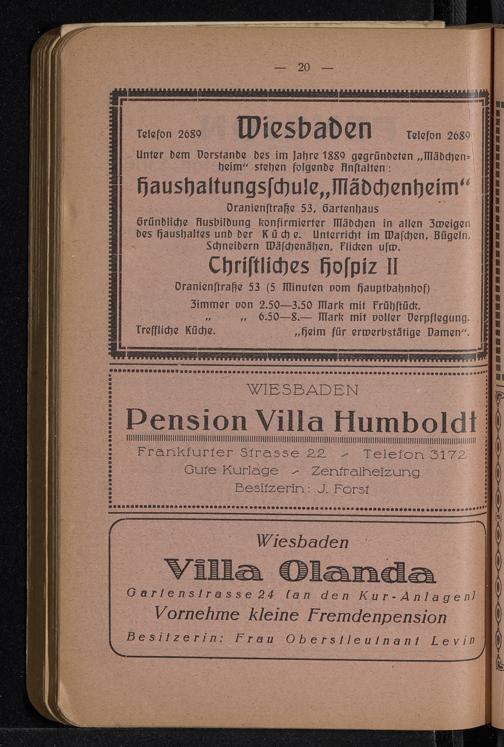 — 20 —
Telefon 2689 Wiesbaden Telefon 2689
Unter dem Vorstande des im Jahre 1889 gegründeten „Mädchen=
heim“ stehen folgende Anstalten:
Haushaltungsschule „Mädchenheim“
Oranienstraße 53, Gartenhaus
Gründliche Ausbildung konfirmierter Mädchen in allen Zweigen
des Haushaltes und der Küche. Unterricht im Waschen, Bügeln,
Schneidern Wäschenähen, Flicken usw.
Christliches Hospiz II
Oranienstraße 53 (5 Minuten vom Hauptbahnhof)
Zimmer von 2.50—3.50 Mark mit Frühstück.
„ „ 6.50—8.— Mark mit voller Verpflegung.
Treffliche Küche. „Heim für erwerbstätige Damen“.
WIESBADEN
Pension Villa Humboldt
Frankfurter Strasse 22 - Telefon 3172
Gute Kurlage - Zentralheizung
Besitzerin: J. Forst
Wiesbaden
Villa Olanda
Gartenstrasse 24 (an den Kur-Anlagen)
Vornehme kleine Fremdenpension
Besitzerin: Frau Oberstleutnant Levin